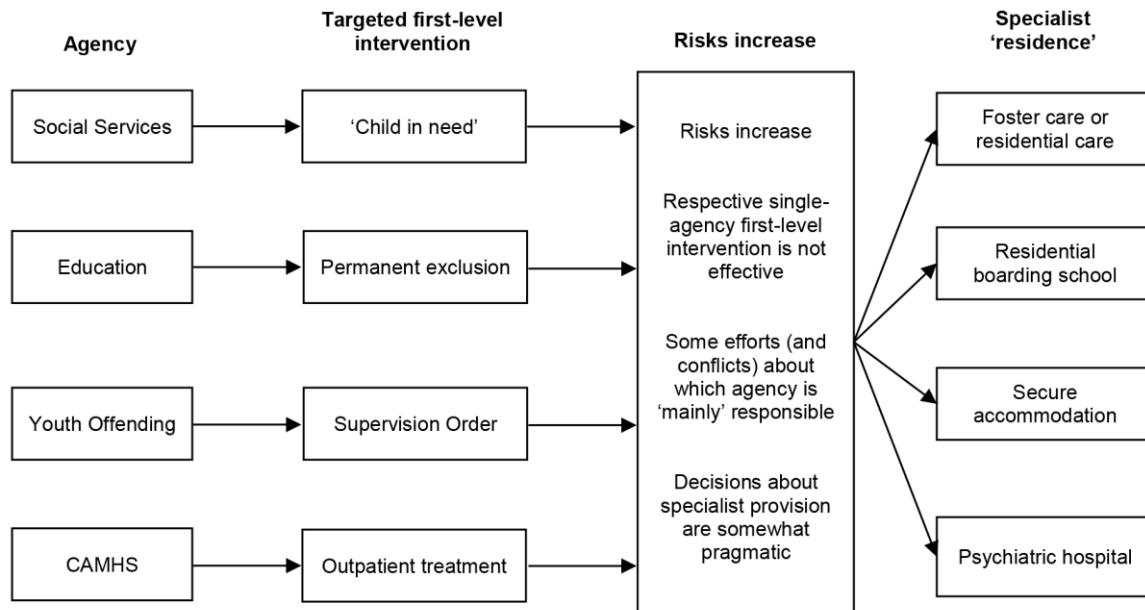 Agency
Targeted first-level
intervention
Risks increase
Specialist
‘residence’
Social Services
‘Child in need’
Education
Permanent exclusion
Youth Offending
Supervision Order
CAMHS
Outpatient treatment
Risks increase
Respective single-
agency first-level
intervention is not
effective
Some efforts (and
conflicts) about
which agency is
‘mainly’ responsible
Decisions about
specialist provision
are somewhat
pragmatic
Foster care or
residential care
Residential
boarding school
Secure
accommodation
Psychiatric hospital